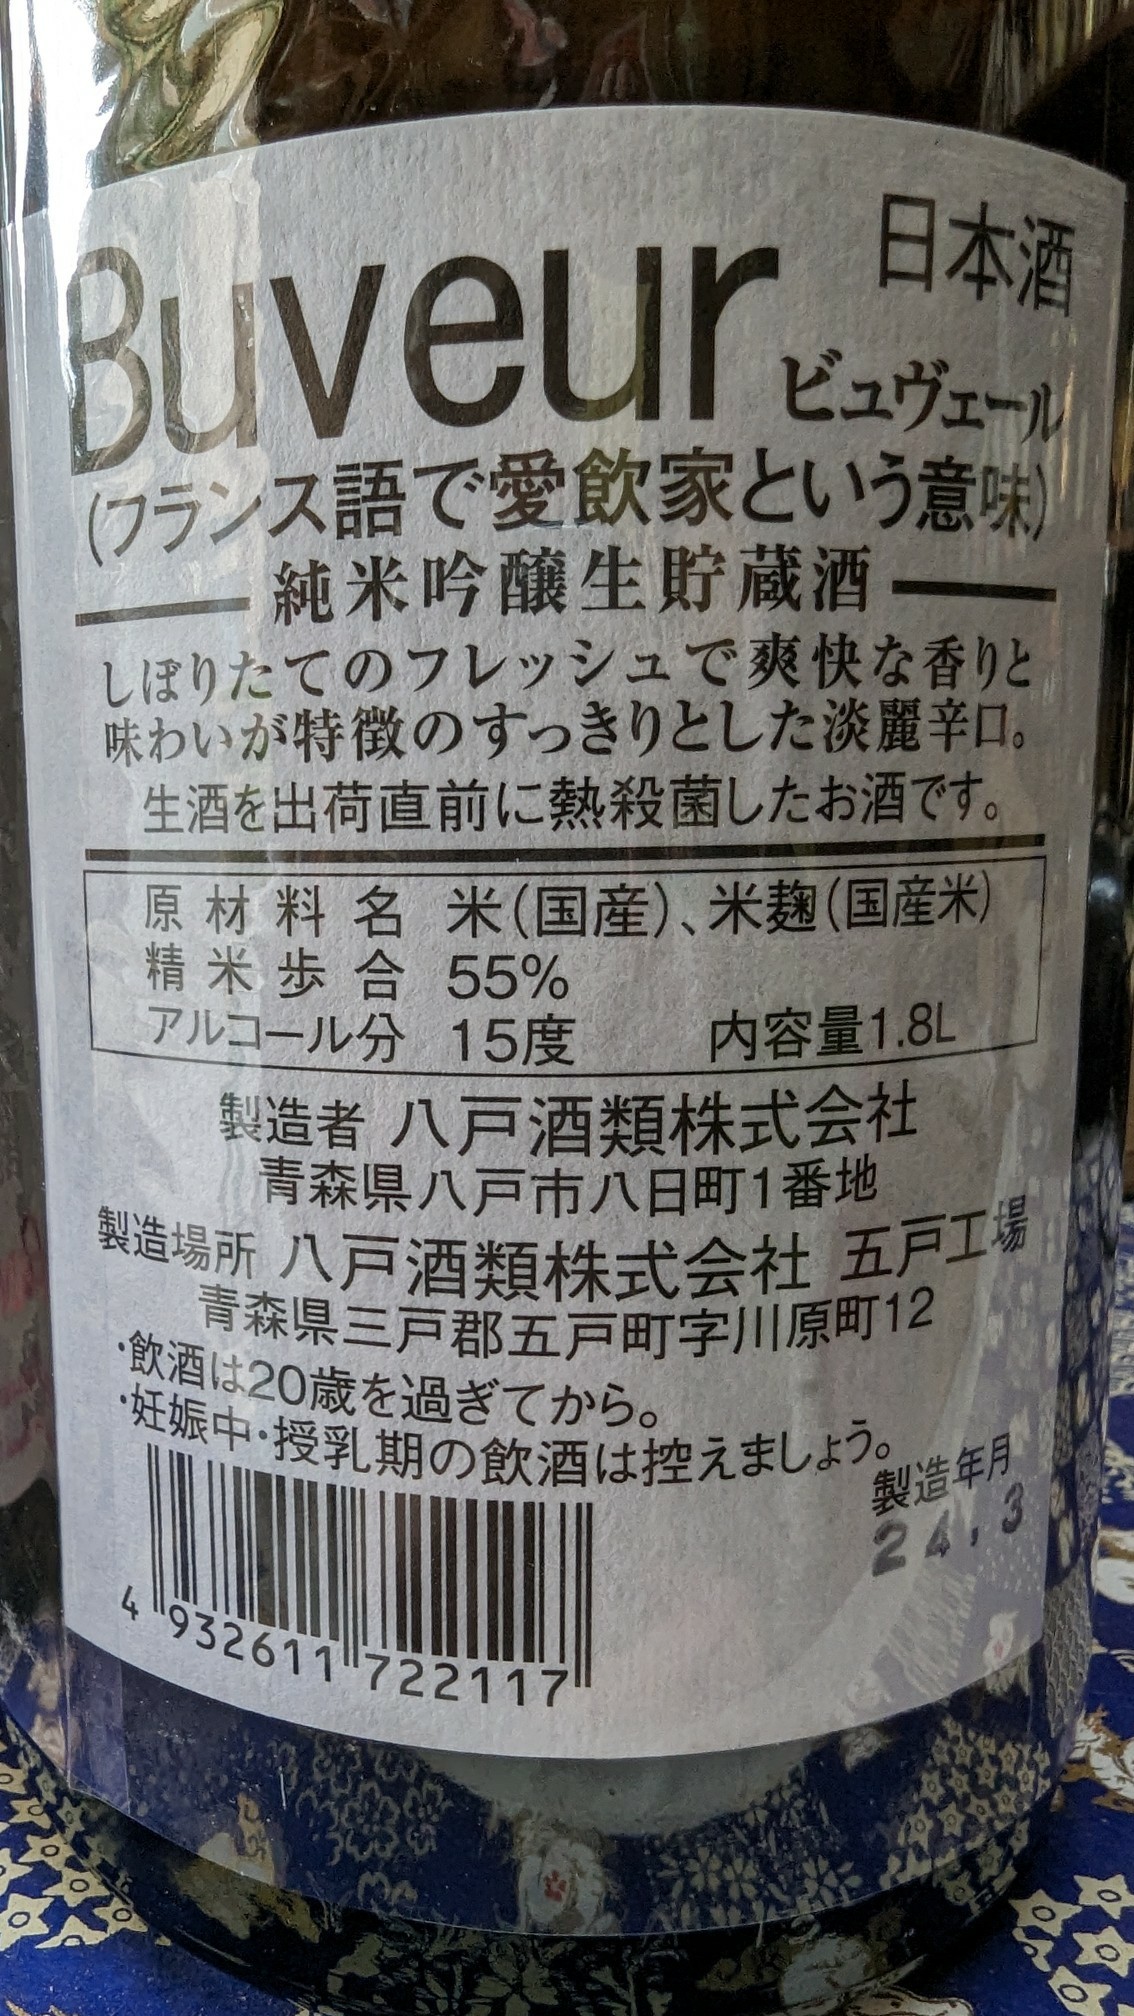 日本酒
Buveur ビュヴェール
(フランス語で愛飲家という意味)
純米吟醸生貯蔵酒
しぼりたてのフレッシュで爽快な香りと
味わいが特徴のすっきりとした淡麗辛口。
生酒を出荷直前に熱殺菌したお酒です。
原材料名 米(国産)、米麹(国産米)
精米歩合 55%
アルコール分 15度 内容量1.8L
製造者 八戸酒類株式会社
青森県八戸市八日町1番地
製造場所 八戸酒類株式会社 五戸工場
青森県三戸郡五戸町字川原町12
・飲酒は20歳を過ぎてから。
・妊娠中・授乳期の飲酒は控えましょう。
製造年月
24.3
4 932611 722117